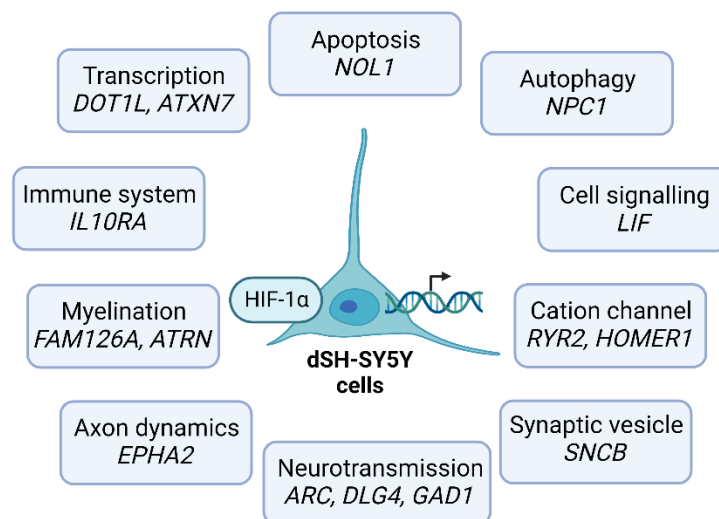 Apoptosis
NOL1
Transcription
DOT1L, ATXN7
Autophagy
NPC1
Immune system
IL10RA
Cell signalling
LIF
HIF-1α
Myelination
FAM126A, ATRN
Cation channel
RYR2, HOMER1
dSH-SY5Y
cells
Axon dynamics
EPHA2
Synaptic vesicle
SNCB
Neurotransmission
ARC, DLG4, GAD1